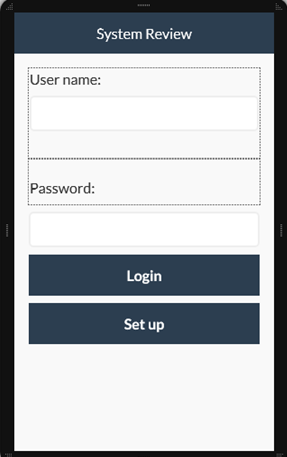 System Review
User name:
Password:
Login
Set up